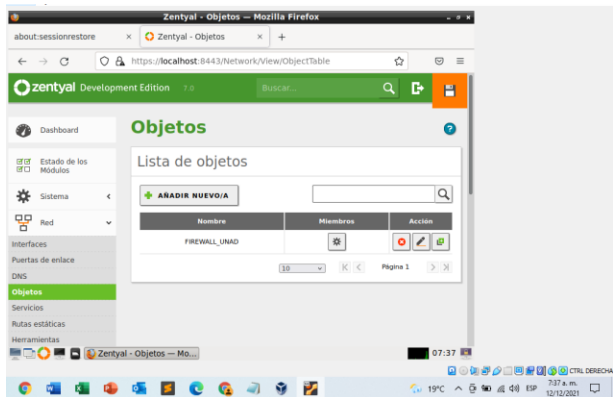 Zentyal - Objetos — Mozilla Firefox
about:sessionrestore × Zentyal - Objetos × +
https://localhost:8443/Network/View/ObjectTable
zentyal Development Edition 7.0 Buscar...
Dashboard
Objetos
Estado de los
Módulos
Lista de objetos
Sistema
AÑADIR NUEVO/A
Red
Nombre Miembros Acción
Interfaces
FIREWALL_UNAD
Puertas de enlace
10 Página 1
DNS
Objetos
Servicios
Rutas estáticas
Herramientas
Zentyal - Objetos — Mo... 07:37
CTRL DERECHA
19°C ESP 7:37 a. m.
12/12/2021